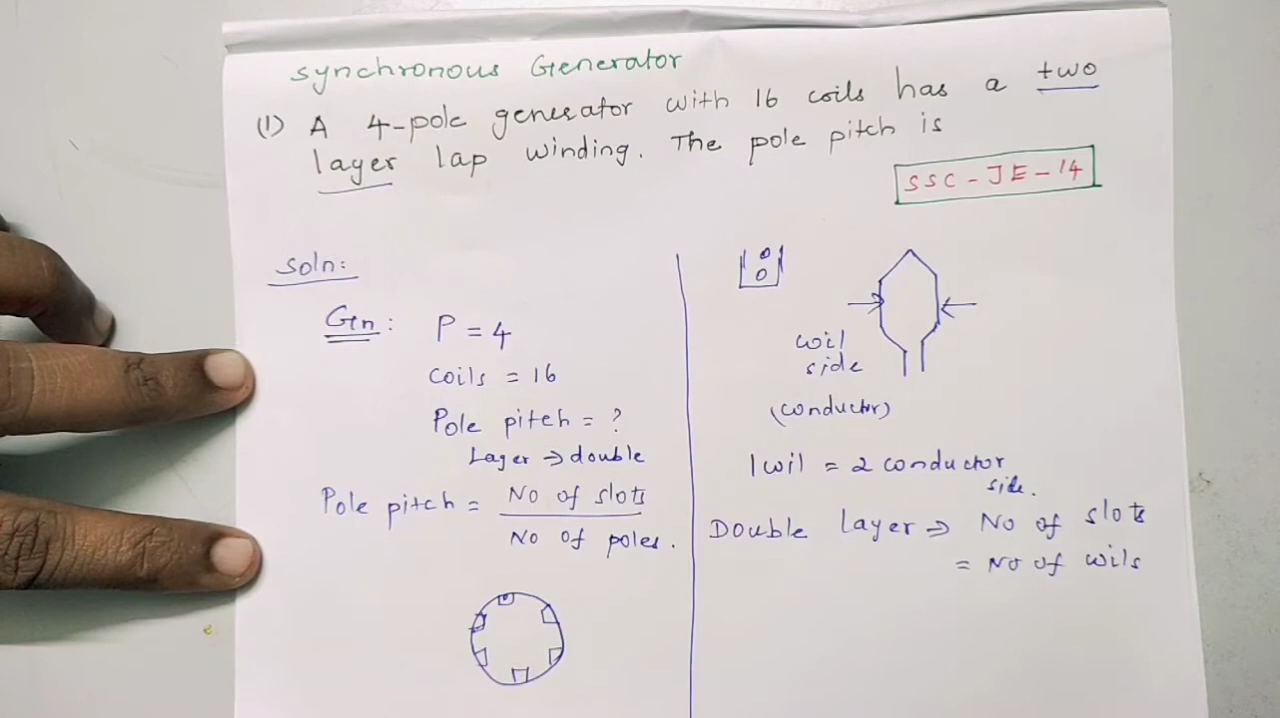 Synchronous Generator
(1) A 4-pole generator with 16 coils has a two
layer lap winding. The pole pitch is
SSC - JE - 14
Soln:
Gn: P = 4
coils = 16
Pole pitch = ?
Layer ⇒ double
Pole pitch = No of slots
No of poles.
coil
side
(conductor)
1 coil = 2 conductor
side.
Double layer ⇒ No of slots
= No of coils